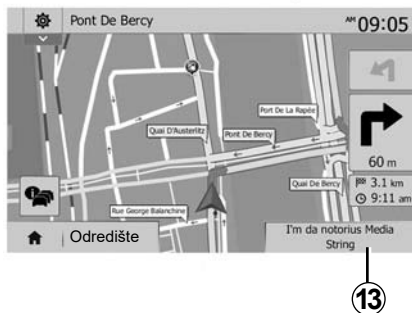 Pont De Bercy
AM 09:05
Port De La Rapée
Quai D'Austerlitz
Pont De Bercy
60 m
Quai De Bercy
3.1 km
9:11 am
Rue George Balanchine
Odredište
I'm da notorius Media
String
13